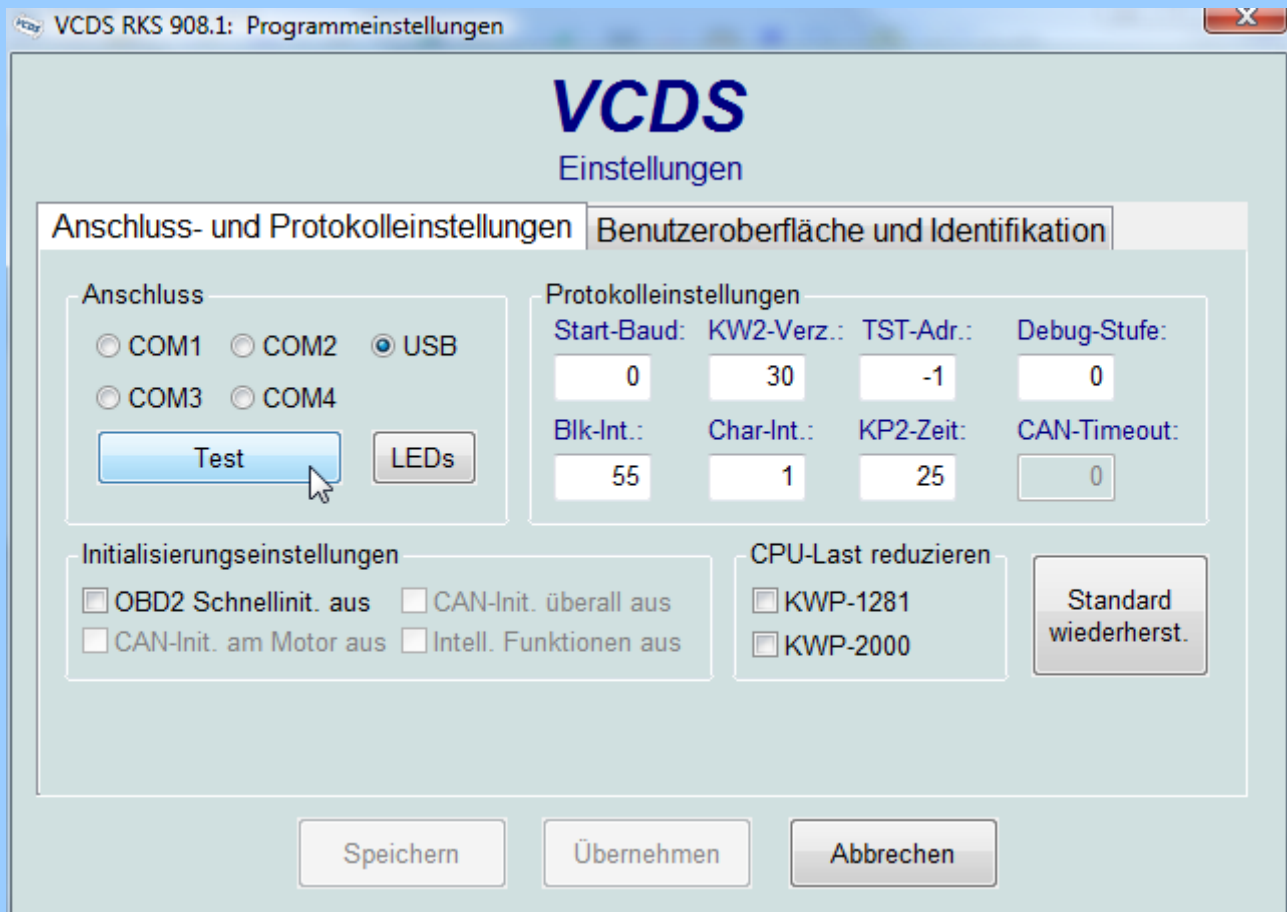 VCDS RKS 908.1: Programmeinstellungen
VCDS
Einstellungen
Anschluss- und Protokolleinstellungen
Benutzeroberfläche und Identifikation
Anschluss
COM1 COM2 USB
COM3 COM4
Test LEDs
Protokolleinstellungen
Start-Baud: KW2-Verz.: TST-Adr.: Debug-Stufe:
0 30 -1 0
Blk-Int.: Char-Int.: KP2-Zeit: CAN-Timeout:
55 1 25 0
Initialisierungseinstellungen
OBD2 Schnellinit. aus CAN-Init. überall aus
CAN-Init. am Motor aus Intell. Funktionen aus
CPU-Last reduzieren
KWP-1281
KWP-2000
Standard
wiederherst.
Speichern Übernehmen Abbrechen